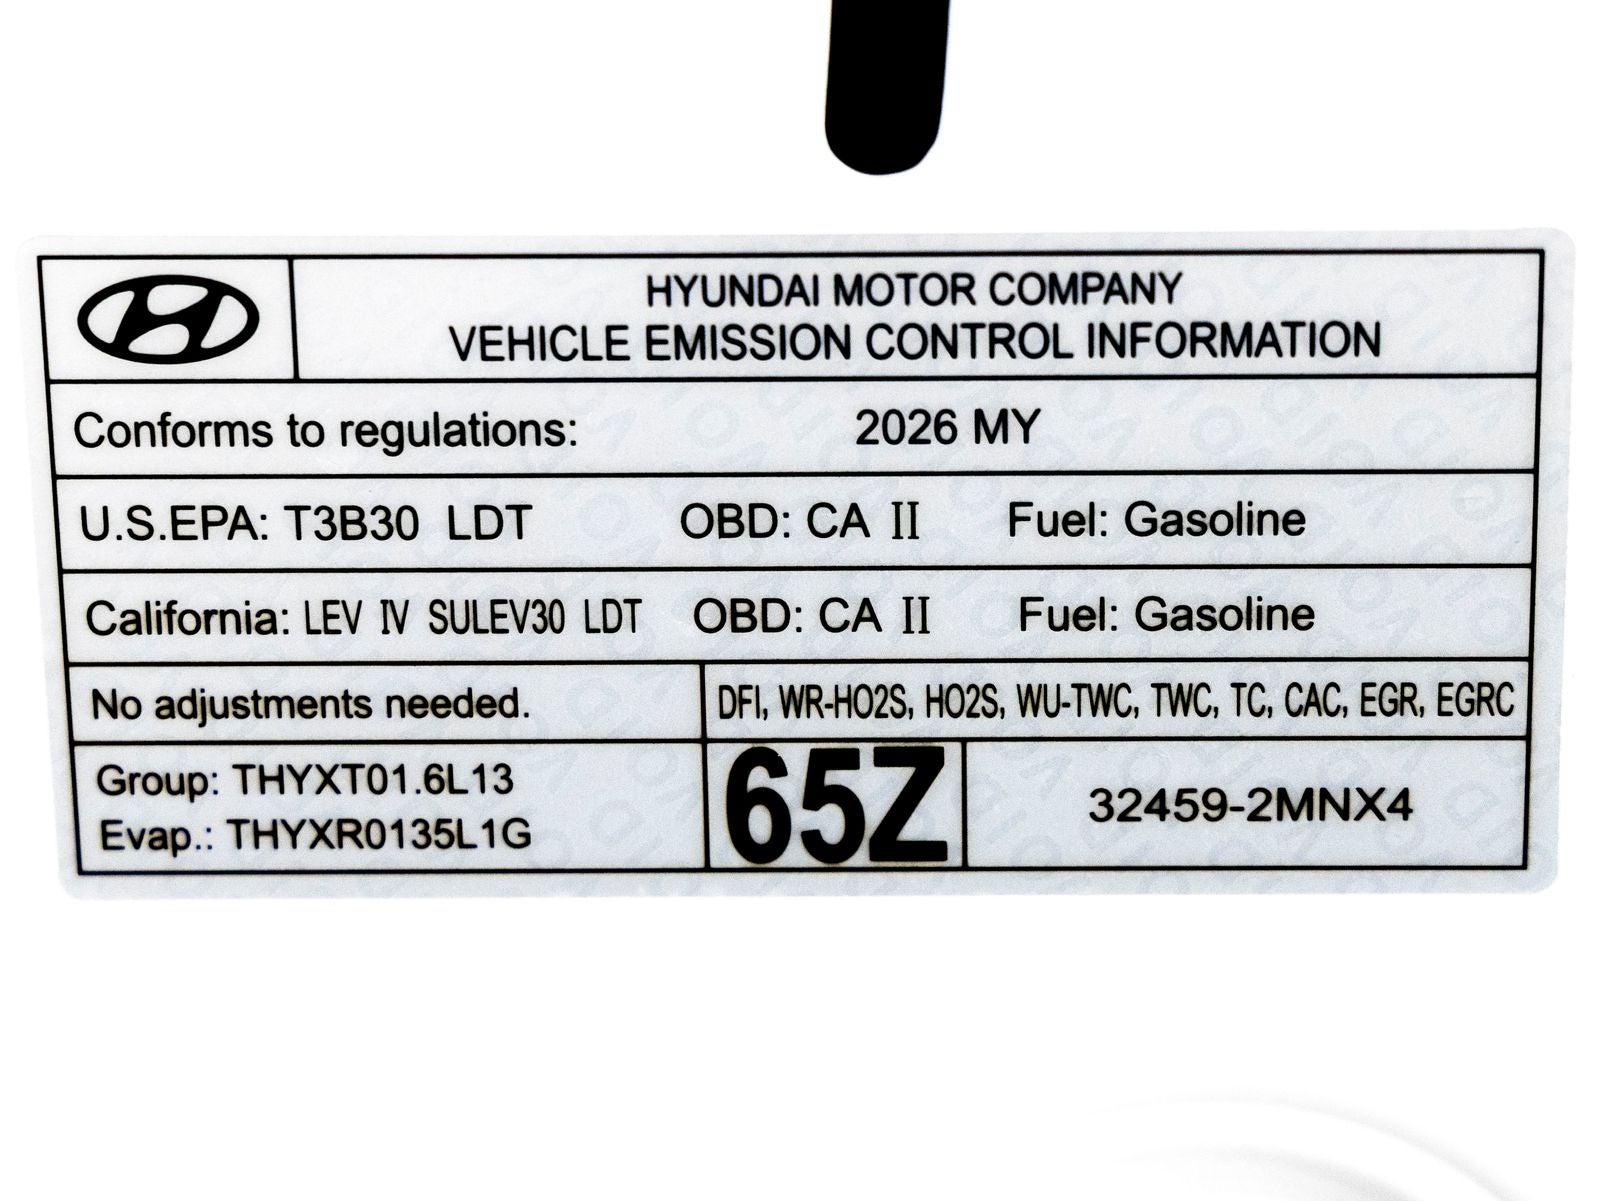 HYUNDAI MOTOR COMPANY
VEHICLE EMISSION CONTROL INFORMATION
Conforms to regulations: 2026 MY
U.S.EPA: T3B30 LDT OBD: CA II Fuel: Gasoline
California: LEV IV SULEV30 LDT OBD: CA II Fuel: Gasoline
No adjustments needed. DFI, WR-HO2S, HO2S, WU-TWC, TWC, TC, CAC, EGR, EGRC
Group: THYXT01.6L13
Evap.: THYXR0135L1G
65Z
32459-2MNX4